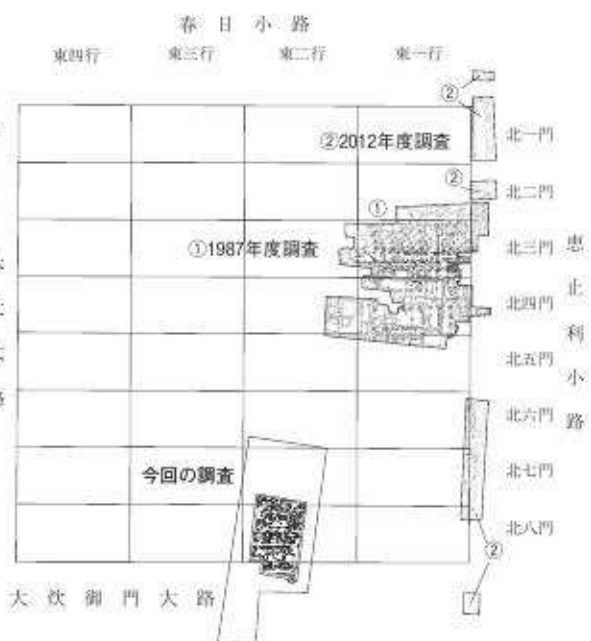 春日小路
東四行 東三行 東二行 東一行
②
②2012年度調査
北一門
②
北二門
①
①1987年度調査
北三門
北四門
北五門
恵止利小路
北六門
今回の調査
北七門
北八門
②
大炊御門大路